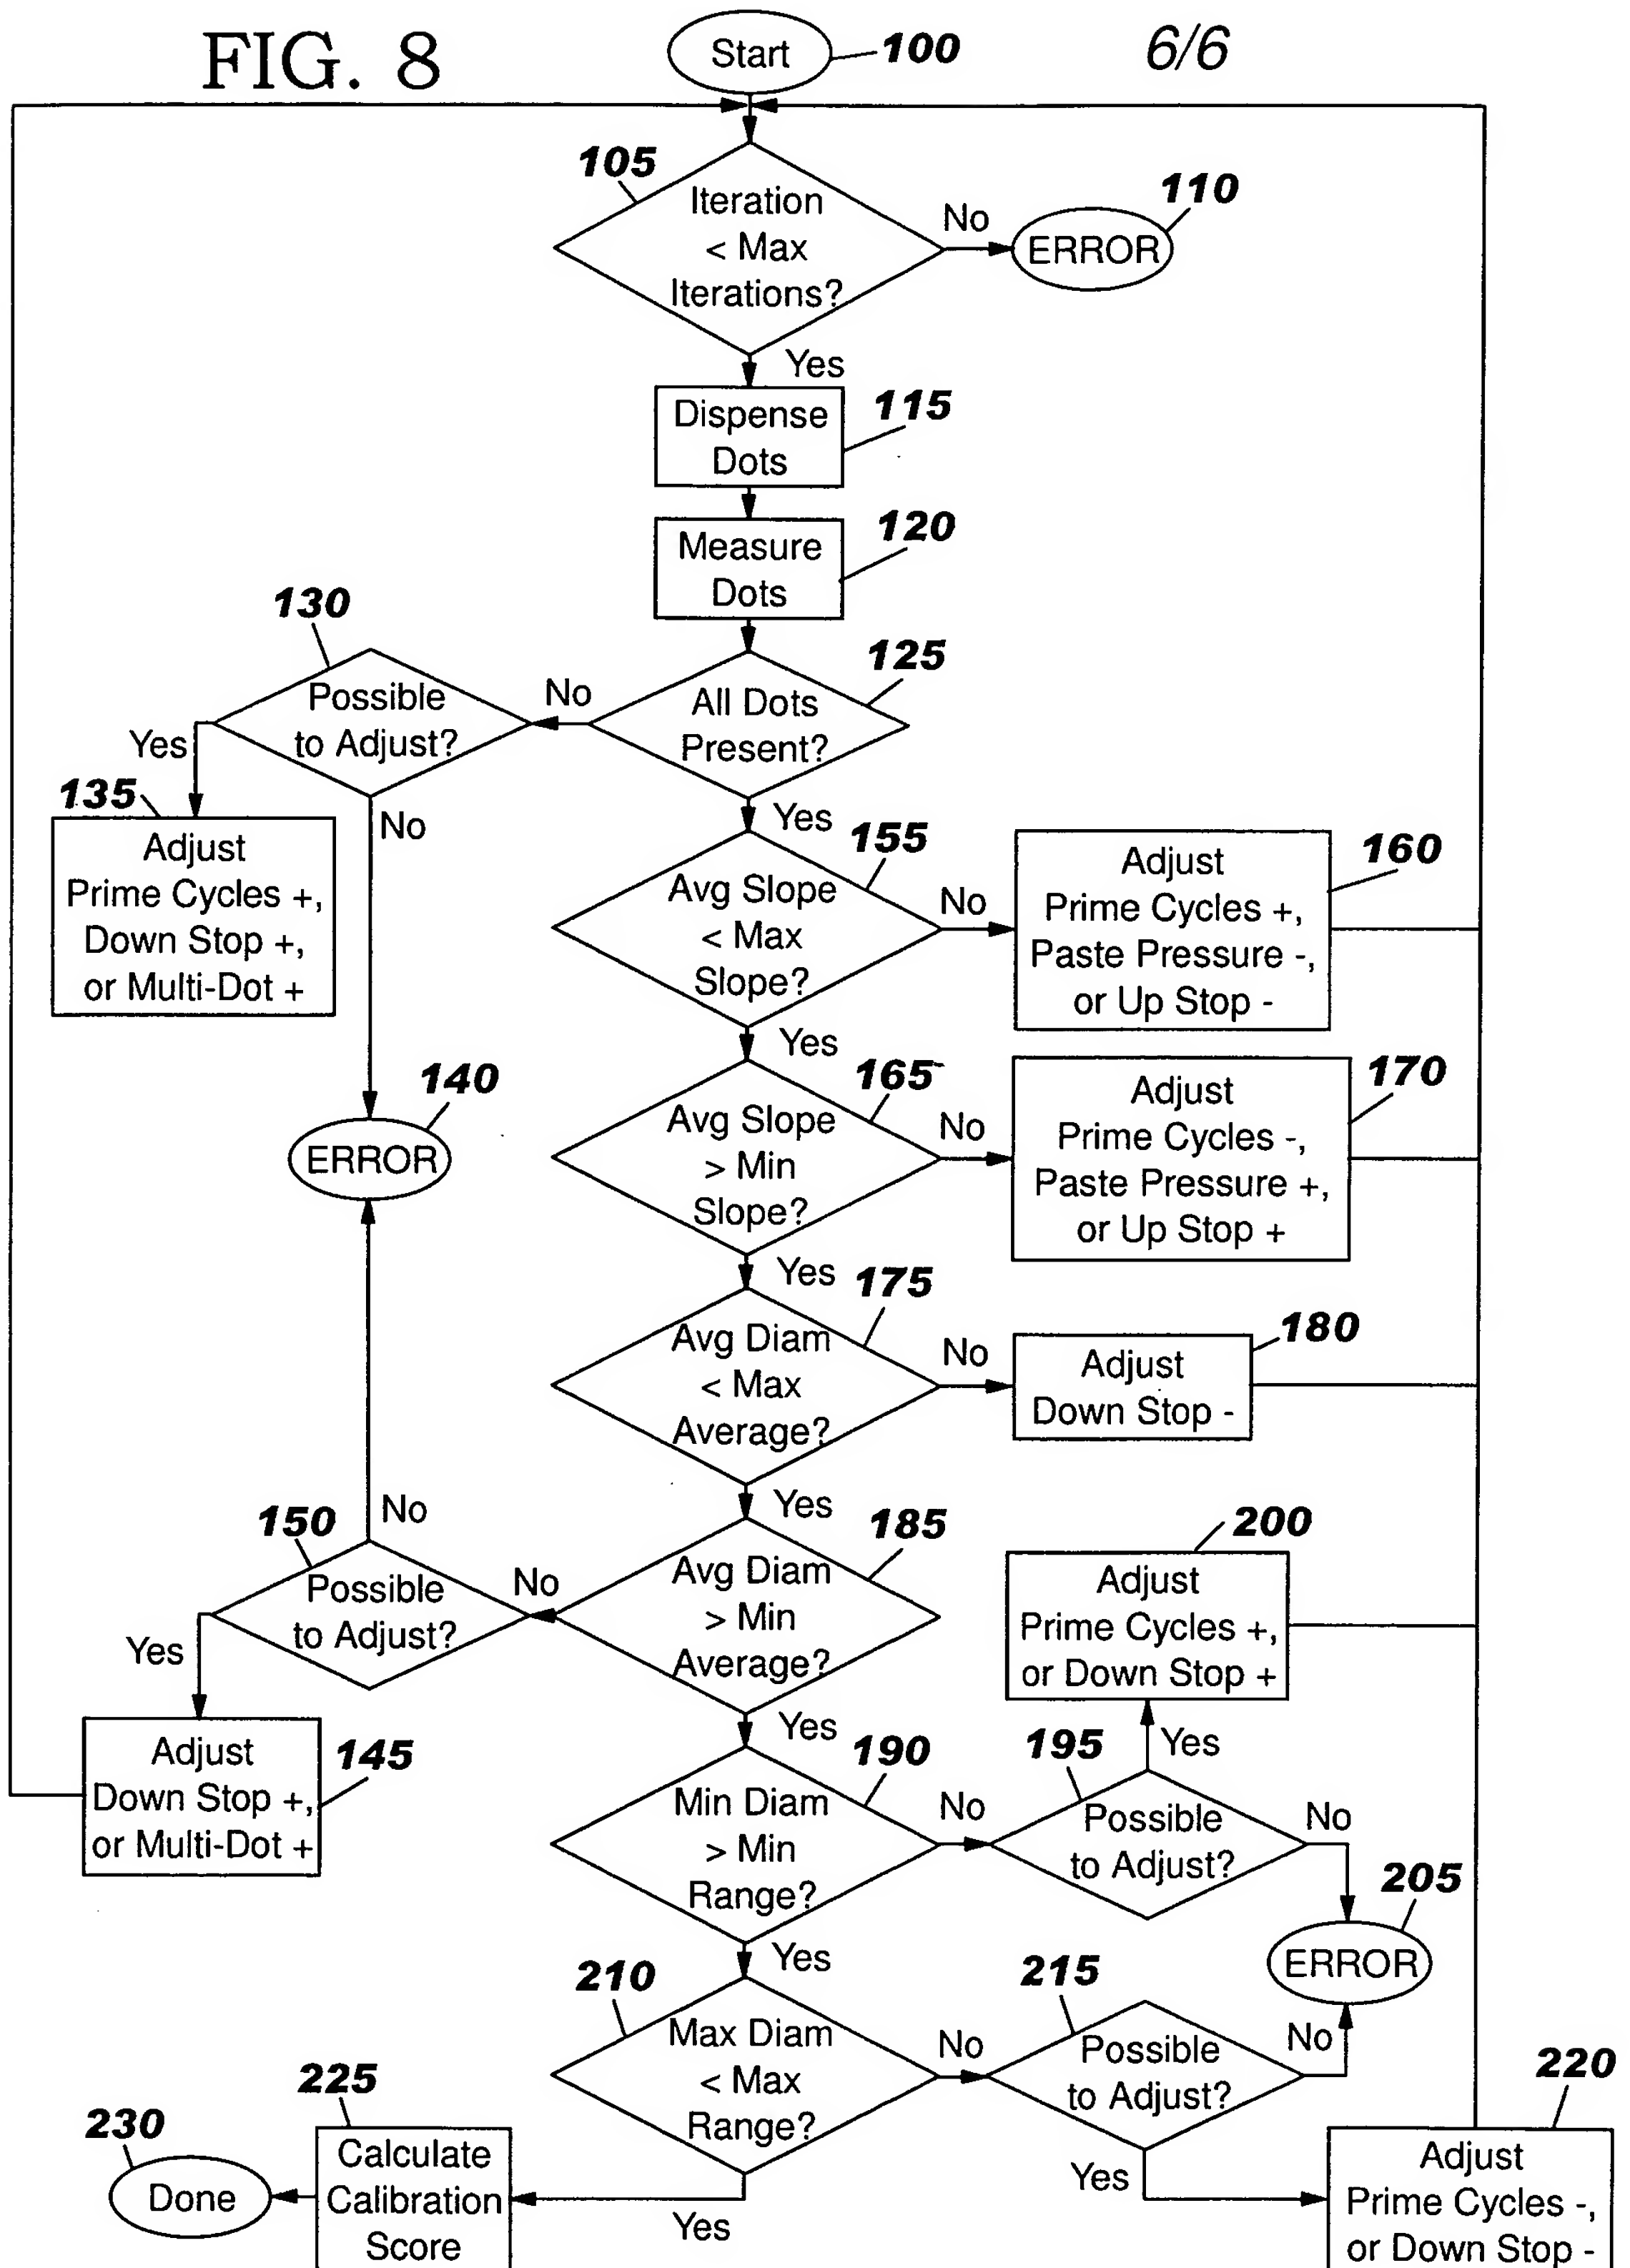 FIG. 8
6/6
Start
100
105
Iteration
< Max
Iterations?
No
110
ERROR
Yes
Dispense
Dots
115
Measure
Dots
120
125
All Dots
Present?
No
130
Possible
to Adjust?
Yes
135
Adjust
Prime Cycles +,
Down Stop +,
or Multi-Dot +
No
140
ERROR
Yes
155
Avg Slope
< Max
Slope?
No
160
Adjust
Prime Cycles +,
Paste Pressure -,
or Up Stop -
Yes
165
Avg Slope
> Min
Slope?
No
170
Adjust
Prime Cycles -,
Paste Pressure +,
or Up Stop +
Yes
175
Avg Diam
< Max
Average?
No
180
Adjust
Down Stop -
Yes
185
Avg Diam
> Min
Average?
No
150
Possible
to Adjust?
No
Yes
145
Adjust
Down Stop +,
or Multi-Dot +
Yes
190
Min Diam
> Min
Range?
No
195
Possible
to Adjust?
Yes
200
Adjust
Prime Cycles +,
or Down Stop +
No
205
ERROR
Yes
210
Max Diam
< Max
Range?
No
215
Possible
to Adjust?
No
Yes
220
Adjust
Prime Cycles -,
or Down Stop -
Yes
225
Calculate
Calibration
Score
230
Done